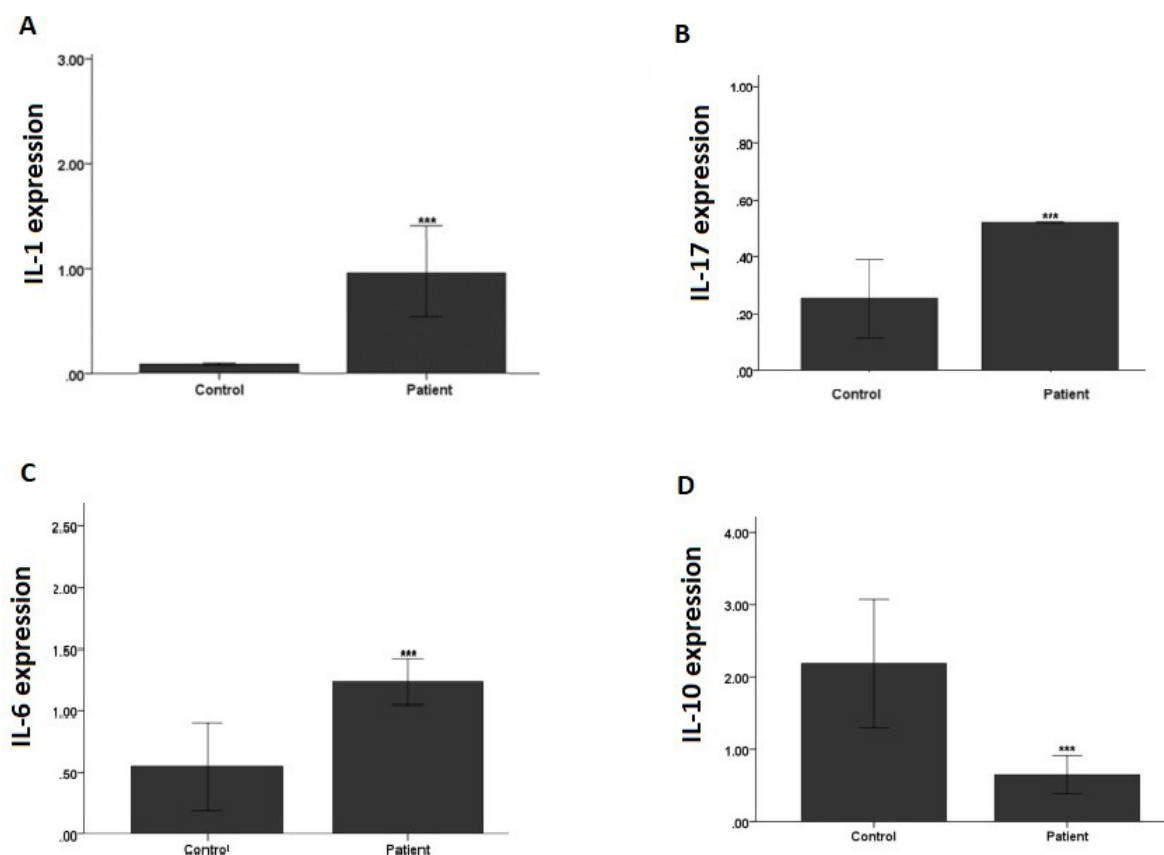 A
IL-1 expression
3.00
2.00
1.00
.00
***
Control
Patient
B
IL-17 expression
1.00
.80
.60
.40
.20
.00
***
Control
Patient
C
IL-6 expression
2.50
2.00
1.50
1.00
.50
.00
***
Control
Patient
D
IL-10 expression
4.00
3.00
2.00
1.00
.00
***
Control
Patient